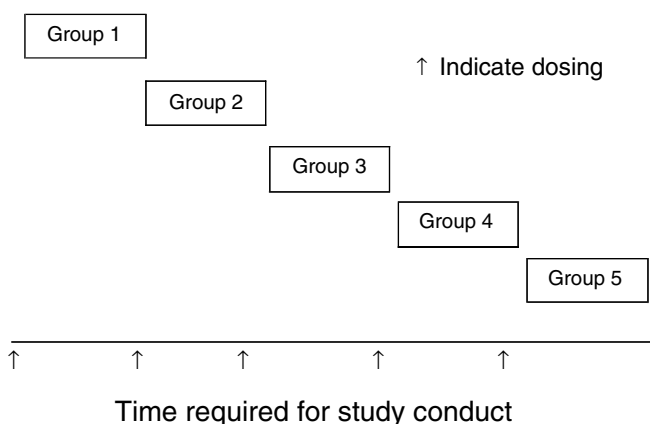 Group 1
↑ Indicate dosing
Group 2
Group 3
Group 4
Group 5
↑ ↑ ↑ ↑ ↑
Time required for study conduct